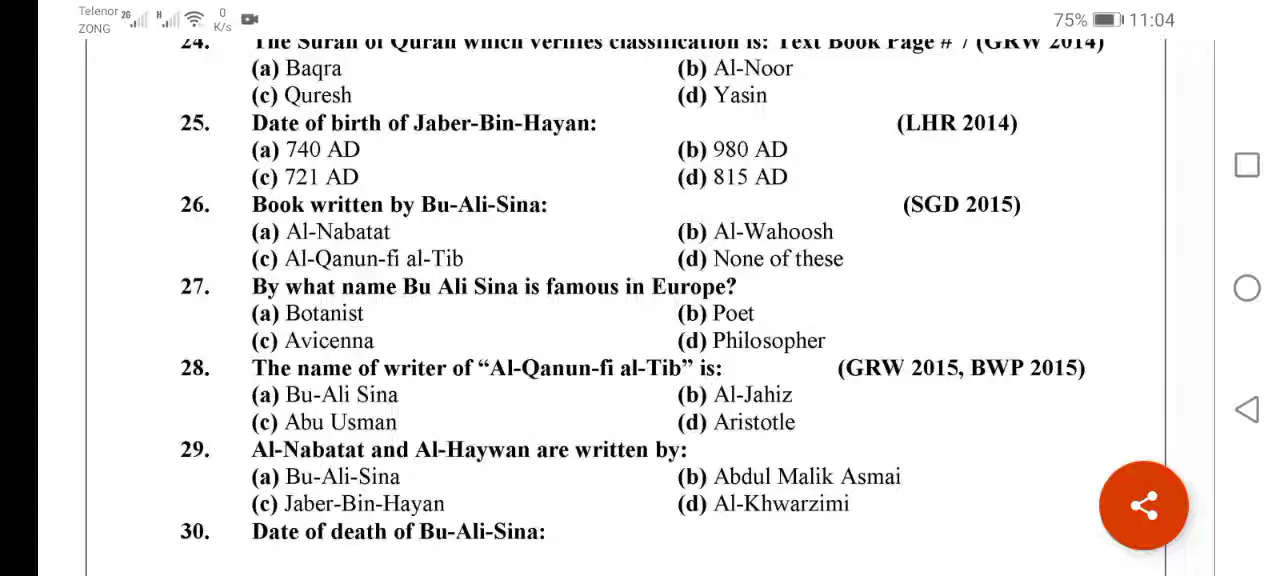 Telenor 2G H 0 75% 11:04
ZONG K/s
24. The Surah of Quran which verifies classification is: Text Book Page # 7 (GRW 2014)
(a) Baqra (b) Al-Noor
(c) Quresh (d) Yasin
25. Date of birth of Jaber-Bin-Hayan: (LHR 2014)
(a) 740 AD (b) 980 AD
(c) 721 AD (d) 815 AD
26. Book written by Bu-Ali-Sina: (SGD 2015)
(a) Al-Nabatat (b) Al-Wahoosh
(c) Al-Qanun-fi al-Tib (d) None of these
27. By what name Bu Ali Sina is famous in Europe?
(a) Botanist (b) Poet
(c) Avicenna (d) Philosopher
28. The name of writer of “Al-Qanun-fi al-Tib” is: (GRW 2015, BWP 2015)
(a) Bu-Ali Sina (b) Al-Jahiz
(c) Abu Usman (d) Aristotle
29. Al-Nabatat and Al-Haywan are written by:
(a) Bu-Ali-Sina (b) Abdul Malik Asmai
(c) Jaber-Bin-Hayan (d) Al-Khwarzimi
30. Date of death of Bu-Ali-Sina: